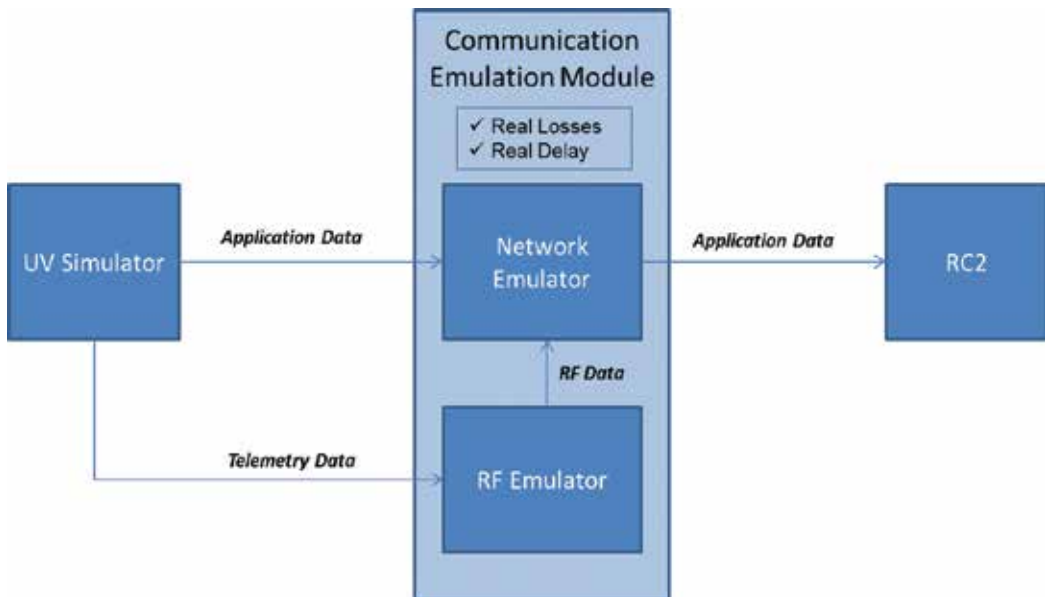 Communication
Emulation Module
✓ Real Losses
✓ Real Delay
UV Simulator
Application Data
Network
Emulator
Application Data
RC2
RF Data
Telemetry Data
RF Emulator